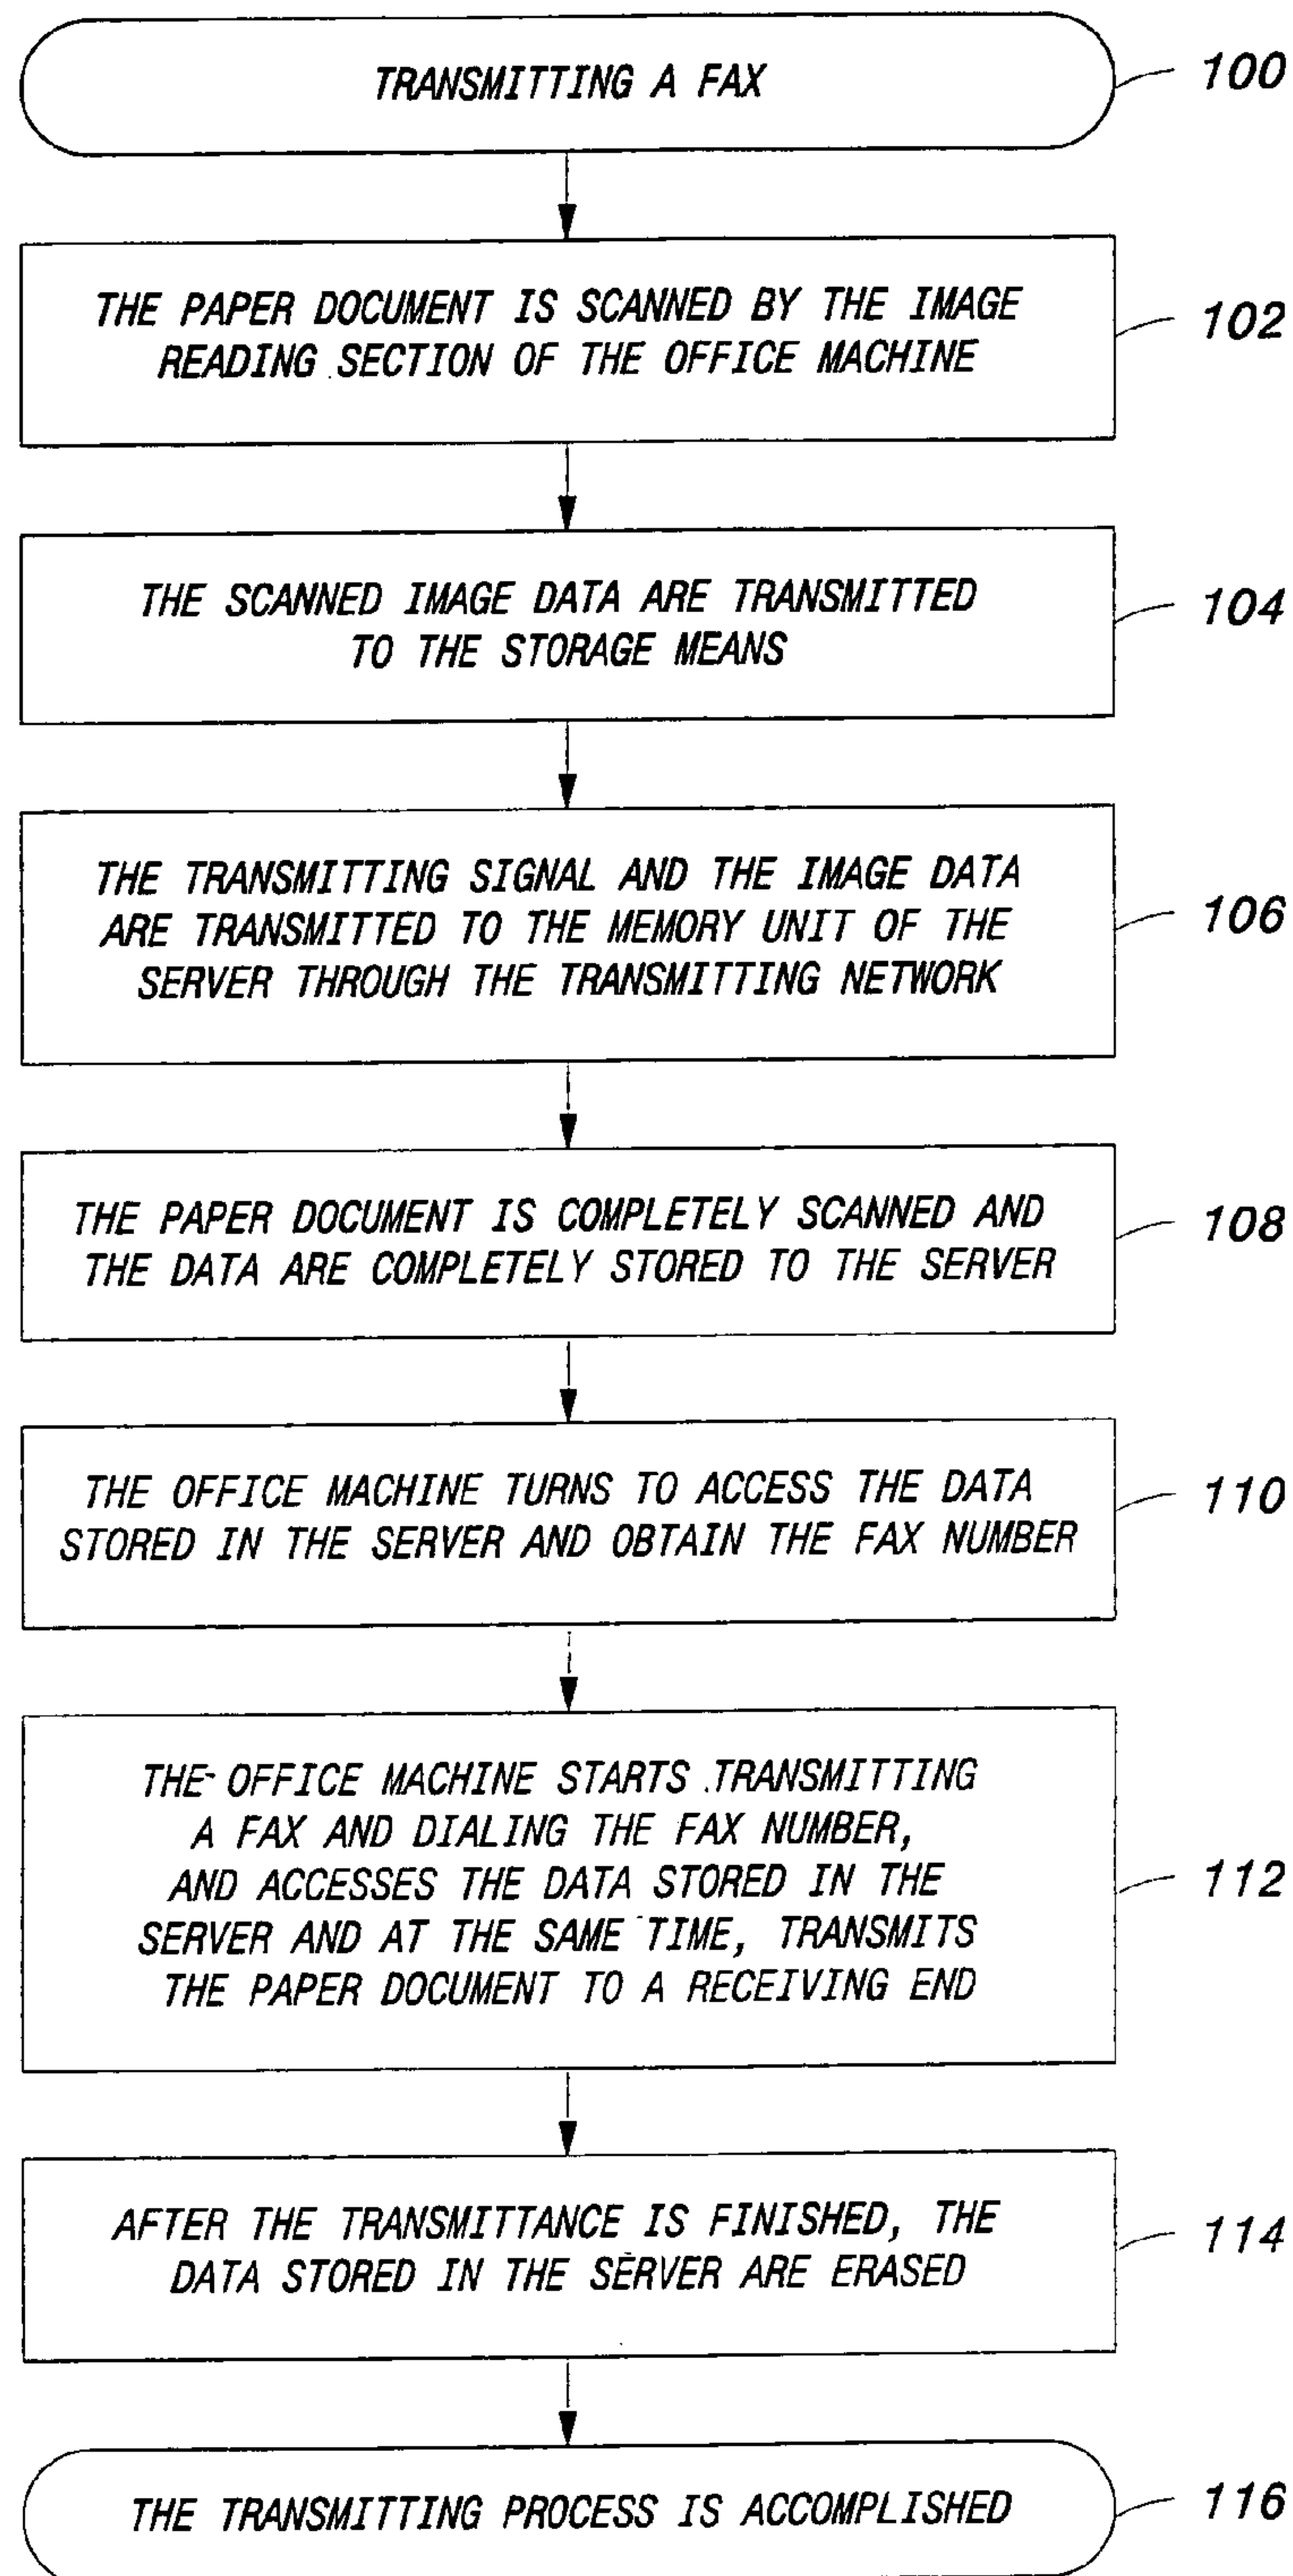 TRANSMITTING A FAX
100
THE PAPER DOCUMENT IS SCANNED BY THE IMAGE
READING SECTION OF THE OFFICE MACHINE
102
THE SCANNED IMAGE DATA ARE TRANSMITTED
TO THE STORAGE MEANS
104
THE TRANSMITTING SIGNAL AND THE IMAGE DATA
ARE TRANSMITTED TO THE MEMORY UNIT OF THE
SERVER THROUGH THE TRANSMITTING NETWORK
106
THE PAPER DOCUMENT IS COMPLETELY SCANNED AND
THE DATA ARE COMPLETELY STORED TO THE SERVER
108
THE OFFICE MACHINE TURNS TO ACCESS THE DATA
STORED IN THE SERVER AND OBTAIN THE FAX NUMBER
110
THE OFFICE MACHINE STARTS TRANSMITTING
A FAX AND DIALING THE FAX NUMBER,
AND ACCESSES THE DATA STORED IN THE
SERVER AND AT THE SAME TIME, TRANSMITS
THE PAPER DOCUMENT TO A RECEIVING END
112
AFTER THE TRANSMITTANCE IS FINISHED, THE
DATA STORED IN THE SERVER ARE ERASED
114
THE TRANSMITTING PROCESS IS ACCOMPLISHED
116